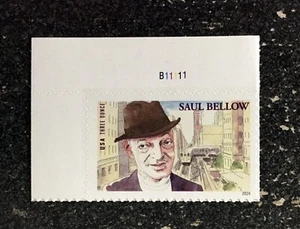 B11111
SAUL BELLOW
USA THREE OUNCE
2024